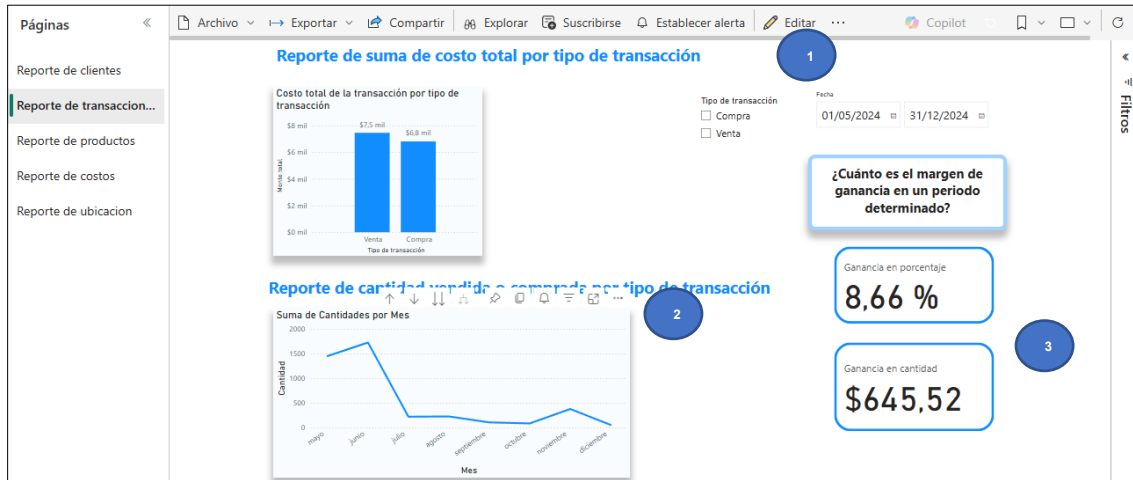 Páginas
Archivo
Exportar
Compartir
Explorar
Suscribirse
Establecer alerta
Editar
Copilot
Reporte de clientes
Reporte de transaccion...
Reporte de productos
Reporte de costos
Reporte de ubicacion
Filtros
Reporte de suma de costo total por tipo de transacción
1
Costo total de la transacción por tipo de
transacción
$8 mil
$6 mil
$4 mil
$2 mil
$0 mil
Monto total
$7,5 mil
$6,8 mil
Venta
Compra
Tipo de transacción
Tipo de transacción
Compra
Venta
Fecha
01/05/2024
31/12/2024
¿Cuánto es el margen de
ganancia en un periodo
determinado?
Ganancia en porcentaje
8,66 %
Ganancia en cantidad
$645,52
3
Reporte de cantidad vendida o comprada por tipo de transacción
2
Suma de Cantidades por Mes
2000
1500
1000
500
0
Cantidad
mayo
junio
julio
agosto
septiembre
octubre
noviembre
diciembre
Mes